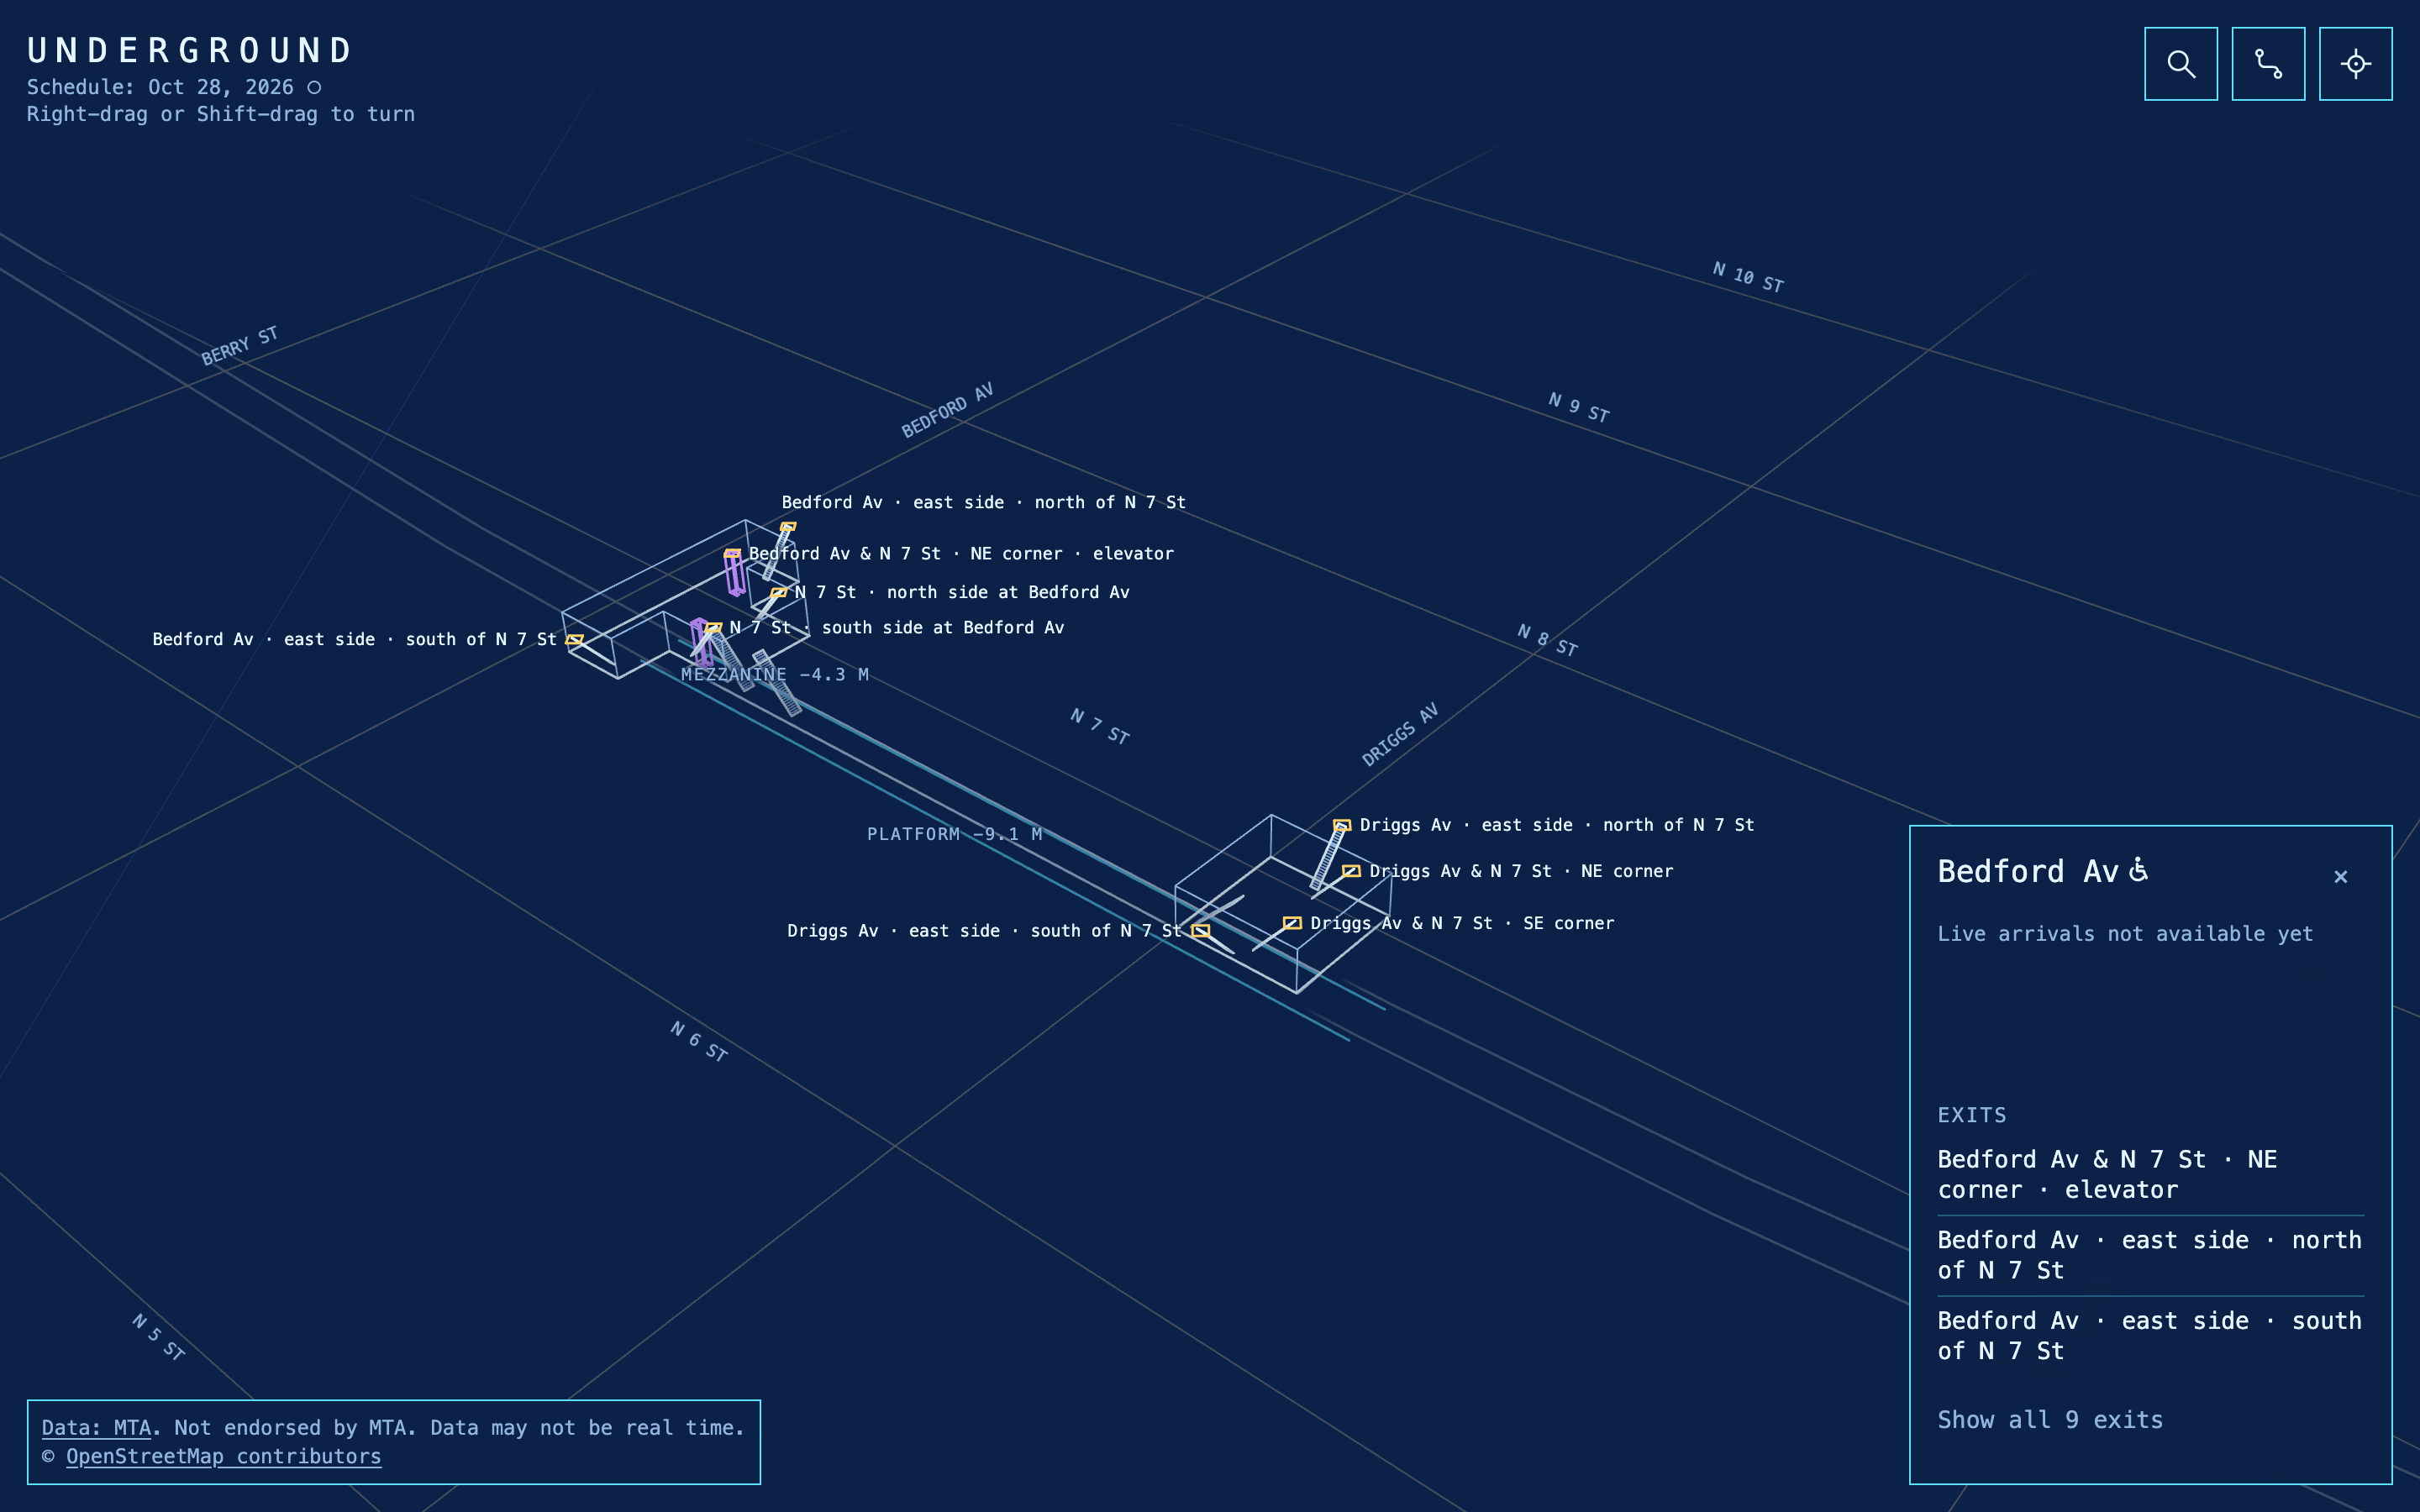 UNDERGROUND
Schedule: Oct 28, 2026
Right-drag or Shift-drag to turn
N 10 ST
BERRY ST
BEDFORD AV
N 9 ST
Bedford Av · east side · north of N 7 St
Bedford Av & N 7 St · NE corner · elevator
N 7 St · north side at Bedford Av
N 7 St · south side at Bedford Av
Bedford Av · east side · south of N 7 St
N 8 ST
MEZZANINE -4.3 M
N 7 ST
DRIGGS AV
PLATFORM -9.1 M
Driggs Av · east side · north of N 7 St
Driggs Av & N 7 St · NE corner
Driggs Av & N 7 St · SE corner
Driggs Av · east side · south of N 7 St
N 6 ST
N 5 ST
Bedford Av
×
Live arrivals not available yet
EXITS
Bedford Av & N 7 St · NE
corner · elevator
Bedford Av · east side · north
of N 7 St
Bedford Av · east side · south
of N 7 St
Show all 9 exits
Data: MTA. Not endorsed by MTA. Data may not be real time.
© OpenStreetMap contributors